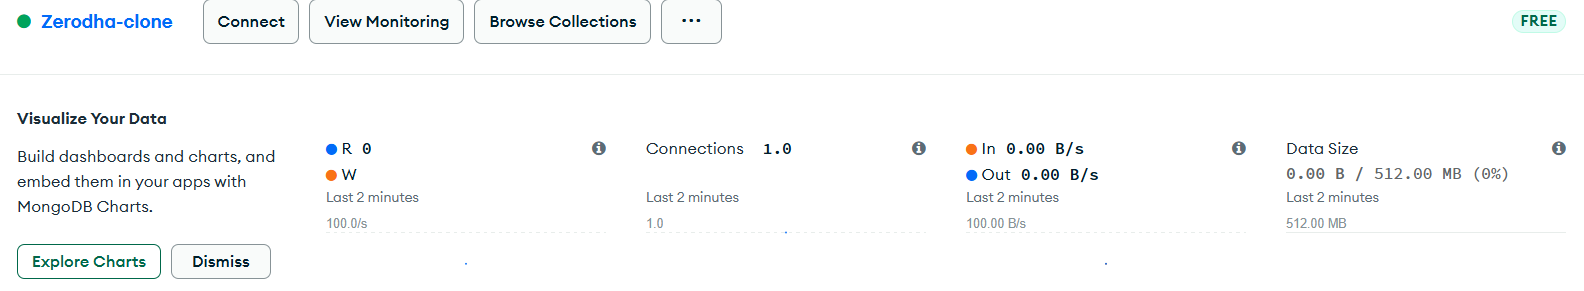 Zerodha-clone Connect View Monitoring Browse Collections ... FREE
Visualize Your Data
Build dashboards and charts, and
embed them in your apps with
MongoDB Charts.
Explore Charts Dismiss
R 0
W
Last 2 minutes
100.0/s
Connections 1.0
Last 2 minutes
1.0
In 0.00 B/s
Out 0.00 B/s
Last 2 minutes
100.00 B/s
Data Size
0.00 B / 512.00 MB (0%)
Last 2 minutes
512.00 MB